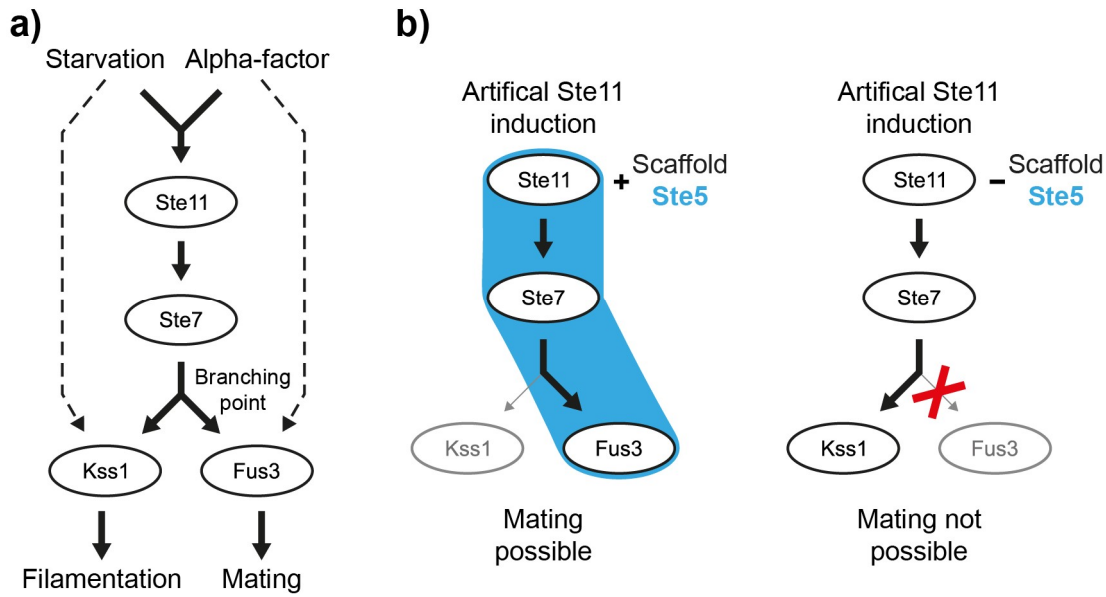 a)
Starvation Alpha-factor
Ste11
Ste7
Branching
point
Kss1 Fus3
Filamentation Mating
b)
Artifical Ste11
induction
Ste11 + Scaffold
Ste5
Ste7
Kss1 Fus3
Mating
possible
Artifical Ste11
induction
Ste11 – Scaffold
Ste5
Ste7
Kss1 Fus3
Mating not
possible